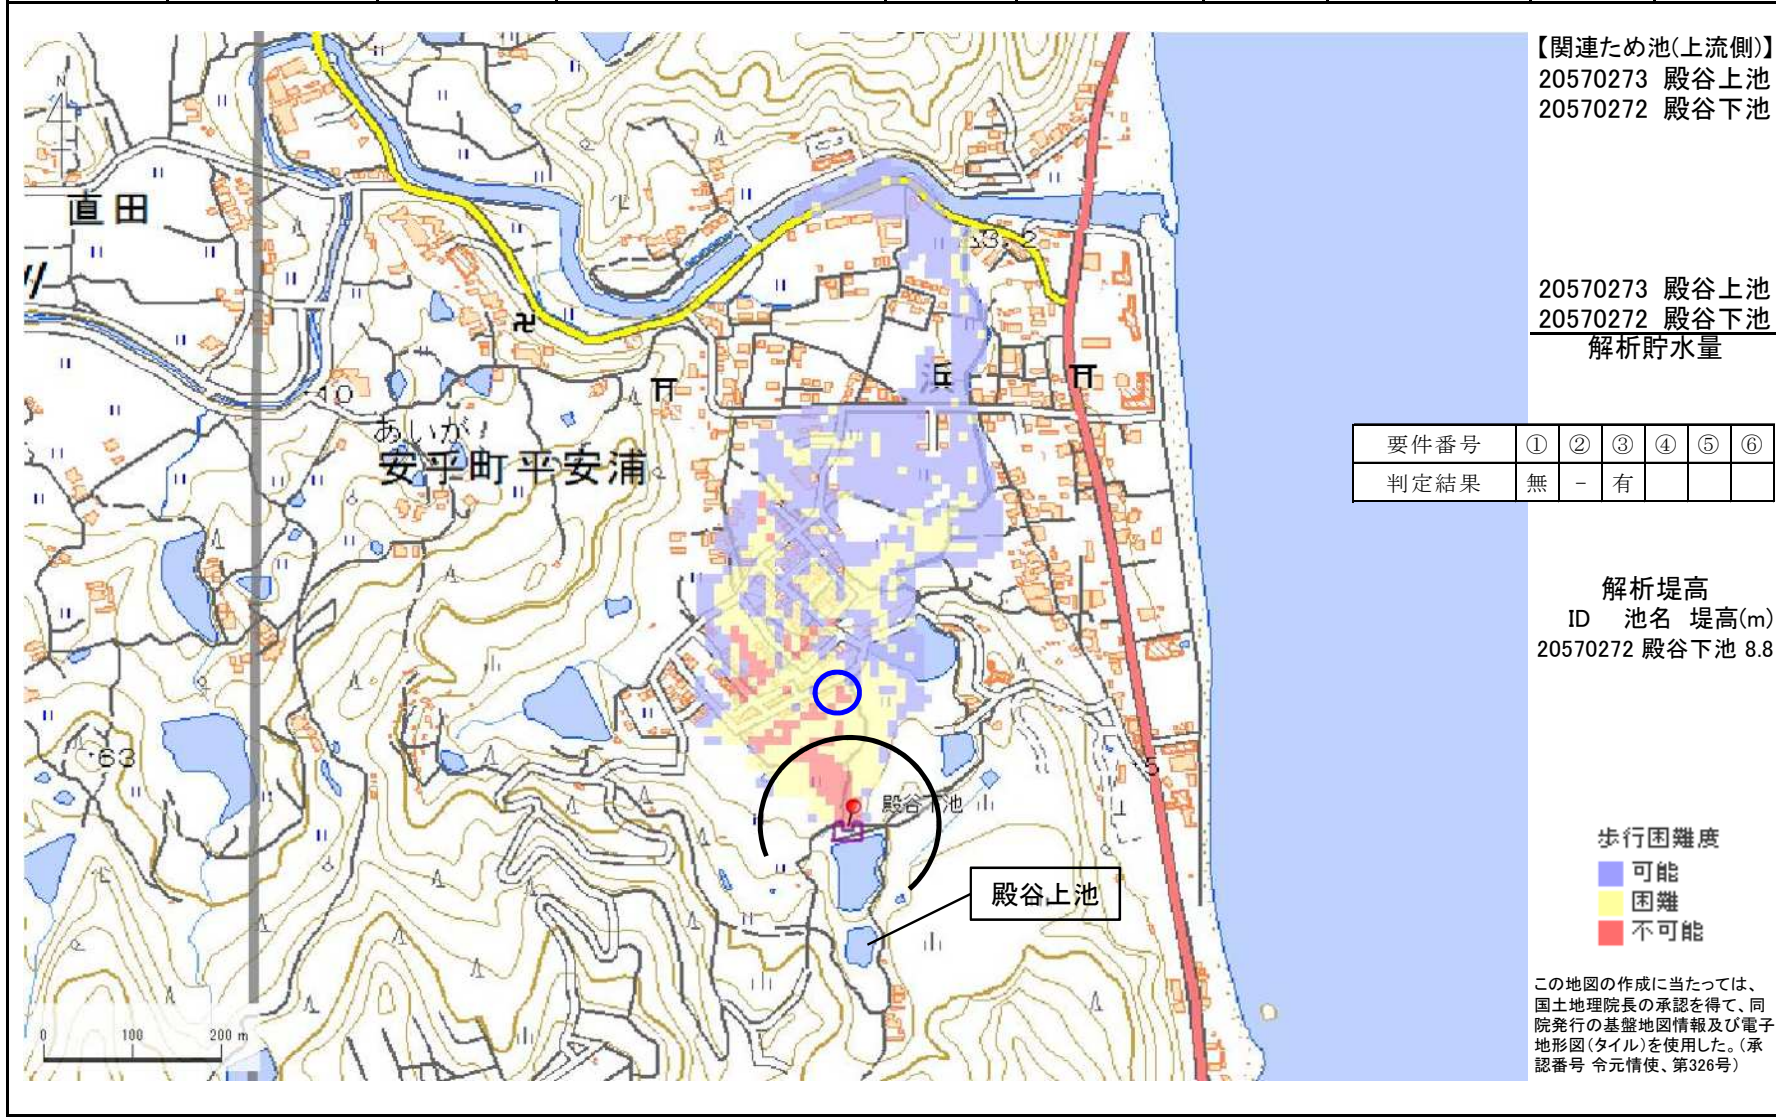 【関連ため池(上流側)】
20570273 殿谷上池
20570272 殿谷下池
20570273 殿谷上池
20570272 殿谷下池
解析貯水量
要件番号 ① ② ③ ④ ⑤ ⑥
判定結果 無 - 有
解析堤高
ID 池名 堤高(m)
20570272 殿谷下池 8.8
N
直田
3.2
浜
10
あいが
安乎町平安浦
63
5
殿谷下池
殿谷上池
0 100 200 m
歩行困難度
可能
困難
不可能
この地図の作成に当たっては、
国土地理院長の承認を得て、同
院発行の基盤地図情報及び電子
地形図(タイル)を使用した。(承
認番号 令元情使、第326号)